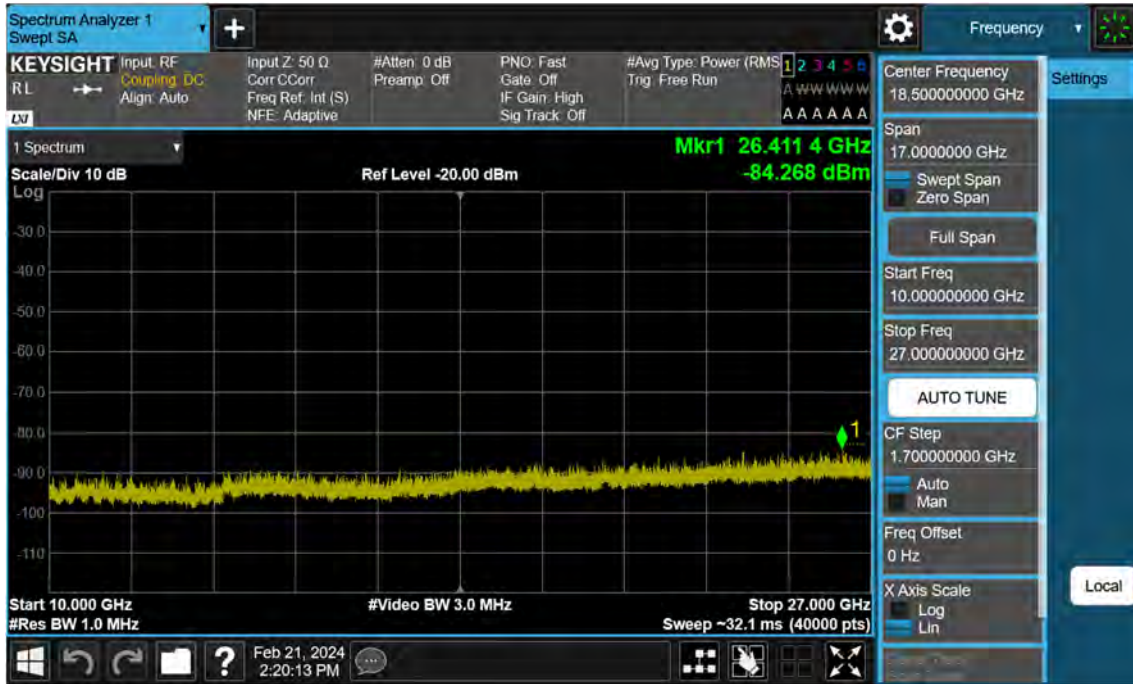 Spectrum Analyzer 1
Swept SA
+
Frequency
KEYSIGHT
RL
LXI
Input: RF
Coupling: DC
Align: Auto
Input Z: 50 Ω
Corr CCorr
Freq Ref: Int (S)
NFE: Adaptive
#Atten: 0 dB
Preamp: Off
PNO: Fast
Gate: Off
IF Gain: High
Sig Track: Off
#Avg Type: Power (RMS
Trig: Free Run
1 2 3 4 5 6
A W W W W W
A A A A A A
Center Frequency
18.500000000 GHz
Settings
1 Spectrum
Mkr1 26.411 4 GHz
Scale/Div 10 dB
Ref Level -20.00 dBm
-84.268 dBm
Log
-30.0
-40.0
-50.0
-60.0
-70.0
-80.0
-90.0
-100
-110
1
Start 10.000 GHz
#Video BW 3.0 MHz
Stop 27.000 GHz
#Res BW 1.0 MHz
Sweep ~32.1 ms (40000 pts)
Span
17.0000000 GHz
Swept Span
Zero Span
Full Span
Start Freq
10.000000000 GHz
Stop Freq
27.000000000 GHz
AUTO TUNE
CF Step
1.700000000 GHz
Auto
Man
Freq Offset
0 Hz
X Axis Scale
Log
Lin
Local
?
Feb 21, 2024
2:20:13 PM